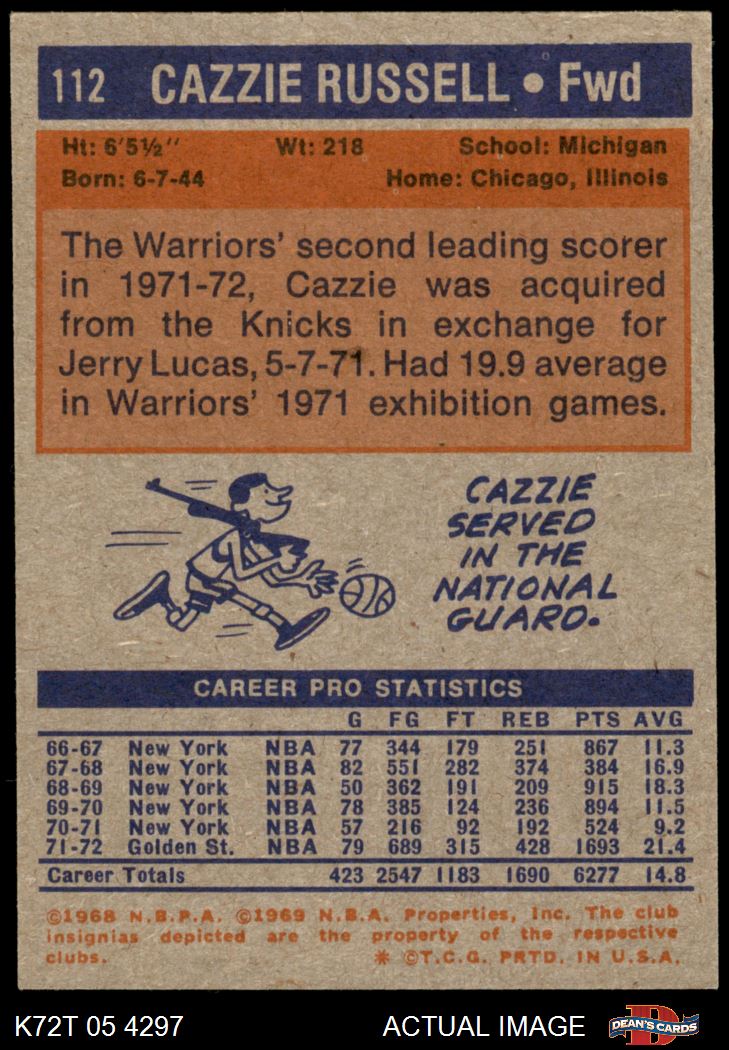 112 CAZZIE RUSSELL • Fwd
Ht: 6'5½" Wt: 218 School: Michigan
Born: 6-7-44 Home: Chicago, Illinois
The Warriors' second leading scorer
in 1971-72, Cazzie was acquired
from the Knicks in exchange for
Jerry Lucas, 5-7-71. Had 19.9 average
in Warriors' 1971 exhibition games.
CAZZIE
SERVED
IN THE
NATIONAL
GUARD.
CAREER PRO STATISTICS
G FG FT REB PTS AVG
66-67 New York NBA 77 344 179 251 867 11.3
67-68 New York NBA 82 551 282 374 384 16.9
68-69 New York NBA 50 362 191 209 915 18.3
69-70 New York NBA 78 385 124 236 894 11.5
70-71 New York NBA 57 216 92 192 524 9.2
71-72 Golden St. NBA 79 689 315 428 1693 21.4
Career Totals 423 2547 1183 1690 6277 14.8
©1968 N.B.P.A. ©1969 N.B.A. Properties, Inc. The club
insignias depicted are the property of the respective
clubs. * ©T.C.G. PRTD. IN U.S.A.
K72T 05 4297 ACTUAL IMAGE D DEAN'S CARDS